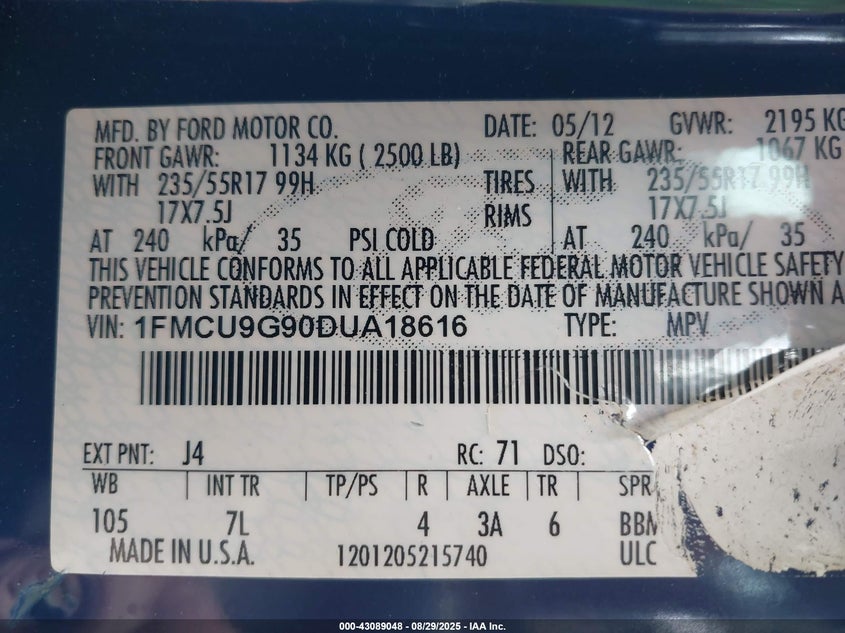 MFD. BY FORD MOTOR CO. DATE: 05/12 GVWR: 2195 KG
FRONT GAWR: 1134 KG ( 2500 LB) REAR GAWR: 1067 KG
WITH 235/55R17 99H TIRES WITH 235/55R17 99H
17X7.5J RIMS 17X7.5J
AT 240 kPa/ 35 PSI COLD AT 240 kPa/ 35
THIS VEHICLE CONFORMS TO ALL APPLICABLE FEDERAL MOTOR VEHICLE SAFETY
PREVENTION STANDARDS IN EFFECT ON THE DATE OF MANUFACTURE SHOWN A
VIN: 1FMCU9G90DUA18616 TYPE: MPV
EXT PNT: J4 RC: 71 DSO:
WB INT TR TP/PS R AXLE TR SPR
105 7L 4 3A 6 BBM
MADE IN U.S.A. 1201205215740 ULC
000-43089048 - 08/29/2025 - IAA Inc.